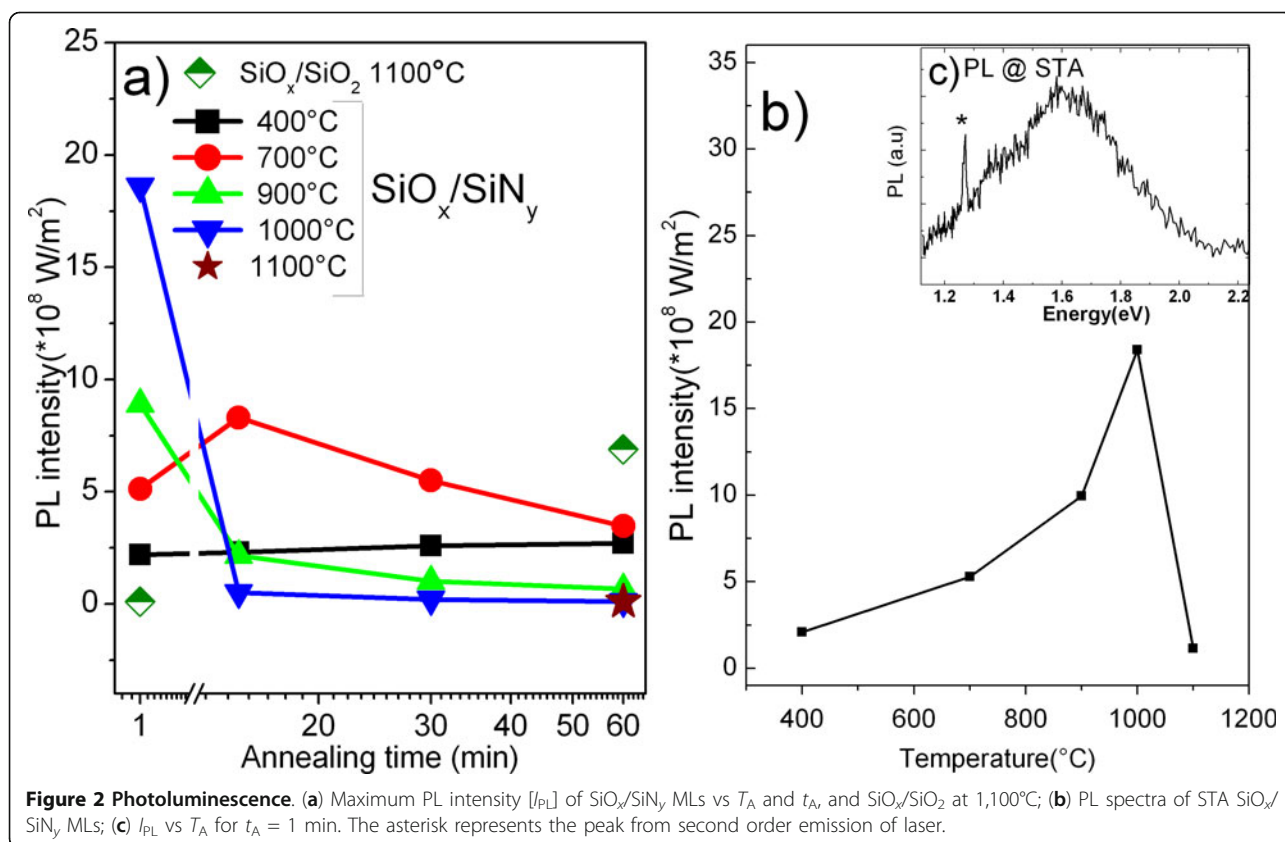 a)
SiOx/SiO2 1100°C
400°C
700°C
900°C
1000°C
1100°C
SiOx/SiNy
25
20
15
10
5
0
PL intensity(*10^8 W/m^2)
1
20
30
40
50
60
Annealing time (min)
b)
35
30
25
20
15
10
5
0
PL intensity(*10^8 W/m^2)
400
600
800
1000
1200
Temperature(°C)
c) PL @ STA
*
PL (a.u)
1.2
1.4
1.6
1.8
2.0
2.2
Energy(eV)
Figure 2 Photoluminescence. (a) Maximum PL intensity [IPL] of SiOx/SiNy MLs vs TA and tA, and SiOx/SiO2 at 1,100°C; (b) PL spectra of STA SiOx/
SiNy MLs; (c) IPL vs TA for tA = 1 min. The asterisk represents the peak from second order emission of laser.